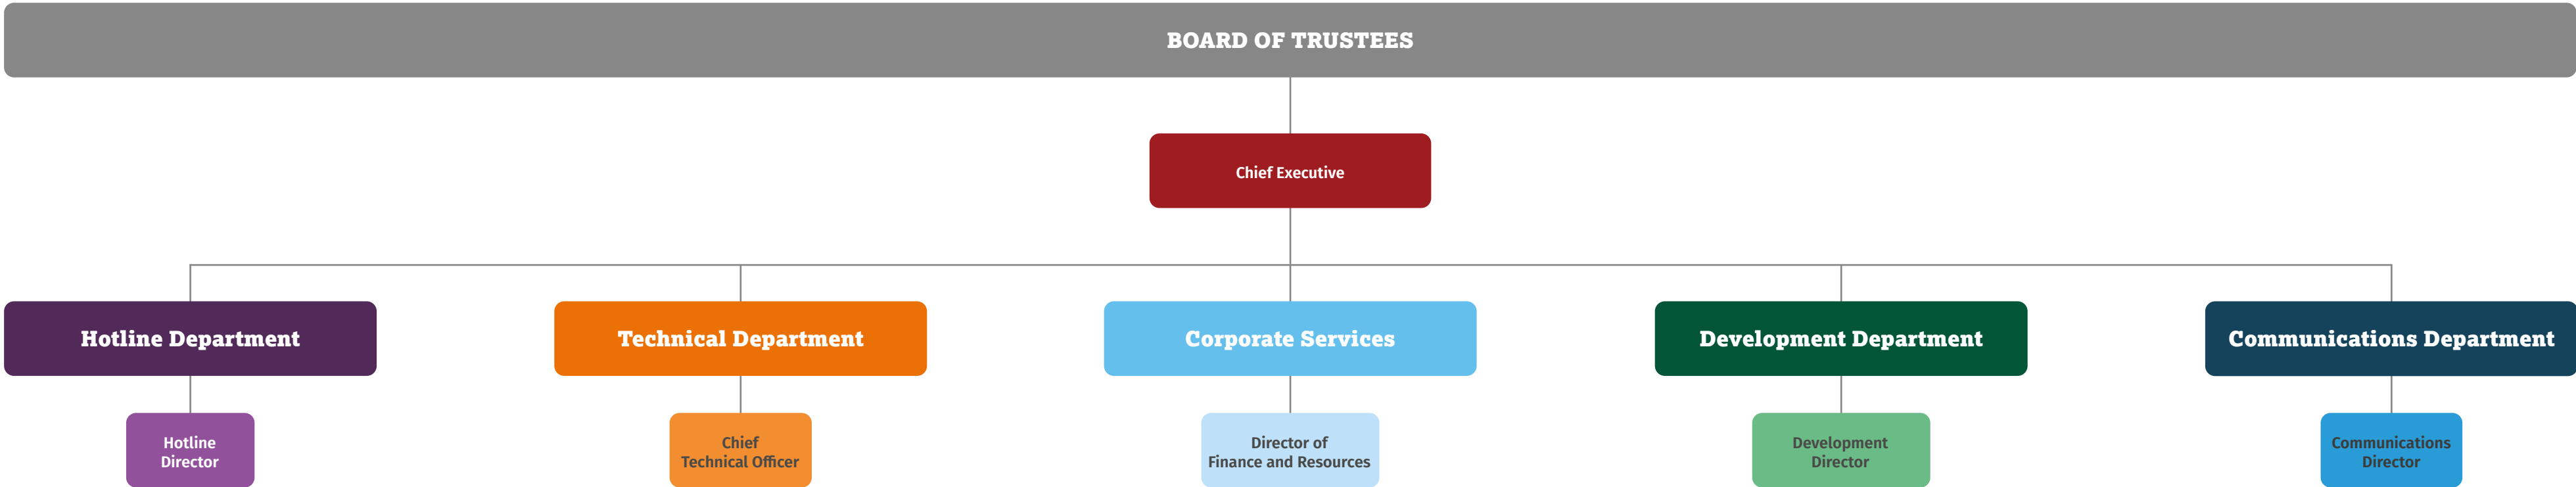 BOARD OF TRUSTEES
Chief Executive
Hotline Department
Technical Department
Corporate Services
Development Department
Communications Department
Hotline
Director
Chief
Technical Officer
Director of
Finance and Resources
Development
Director
Communications
Director